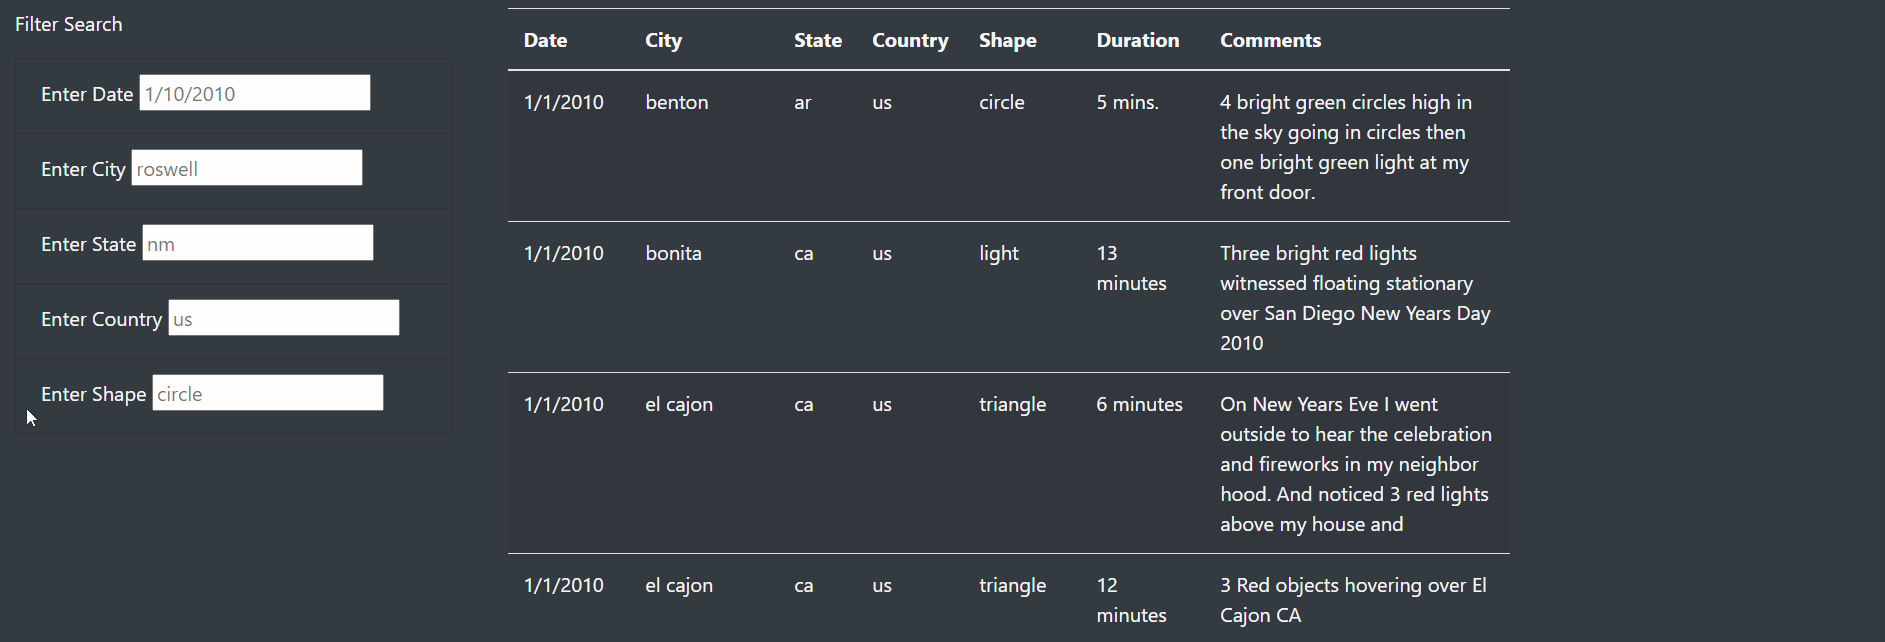 Filter Search
Enter Date 1/10/2010
Enter City roswell
Enter State nm
Enter Country us
Enter Shape circle
Date City State Country Shape Duration Comments
1/1/2010 benton ar us circle 5 mins. 4 bright green circles high in
the sky going in circles then
one bright green light at my
front door.
1/1/2010 bonita ca us light 13 Three bright red lights
minutes witnessed floating stationary
over San Diego New Years Day
2010
1/1/2010 el cajon ca us triangle 6 minutes On New Years Eve I went
outside to hear the celebration
and fireworks in my neighbor
hood. And noticed 3 red lights
above my house and
1/1/2010 el cajon ca us triangle 12 3 Red objects hovering over El
minutes Cajon CA